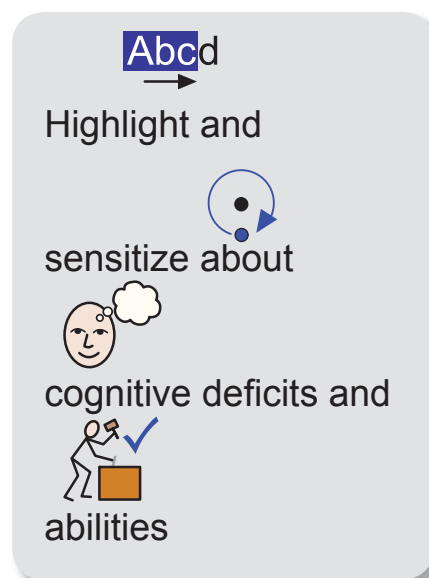 Abcd
Highlight and
sensitize about
cognitive deficits and
abilities